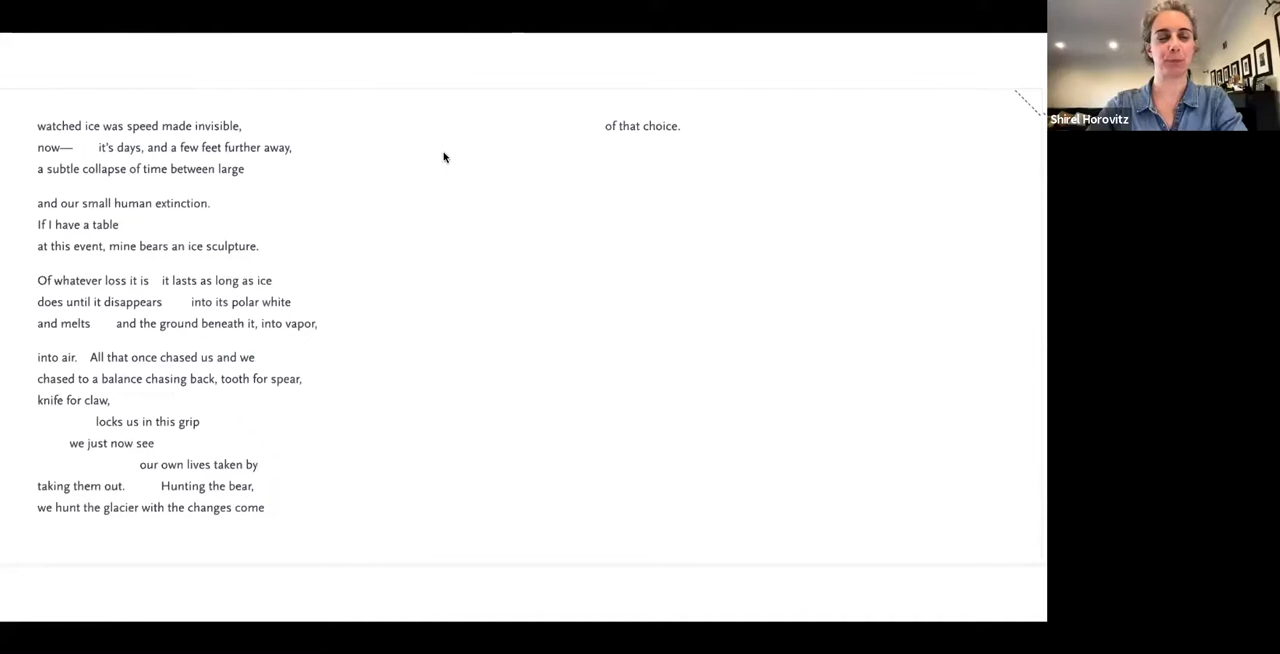 watched ice was speed made invisible,
now— it's days, and a few feet further away,
a subtle collapse of time between large
and our small human extinction.
If I have a table
at this event, mine bears an ice sculpture.
Of whatever loss it is it lasts as long as ice
does until it disappears into its polar white
and melts and the ground beneath it, into vapor,
into air. All that once chased us and we
chased to a balance chasing back, tooth for spear,
knife for claw,
locks us in this grip
we just now see
our own lives taken by
taking them out. Hunting the bear,
we hunt the glacier with the changes come
of that choice.
Shirel Horovitz